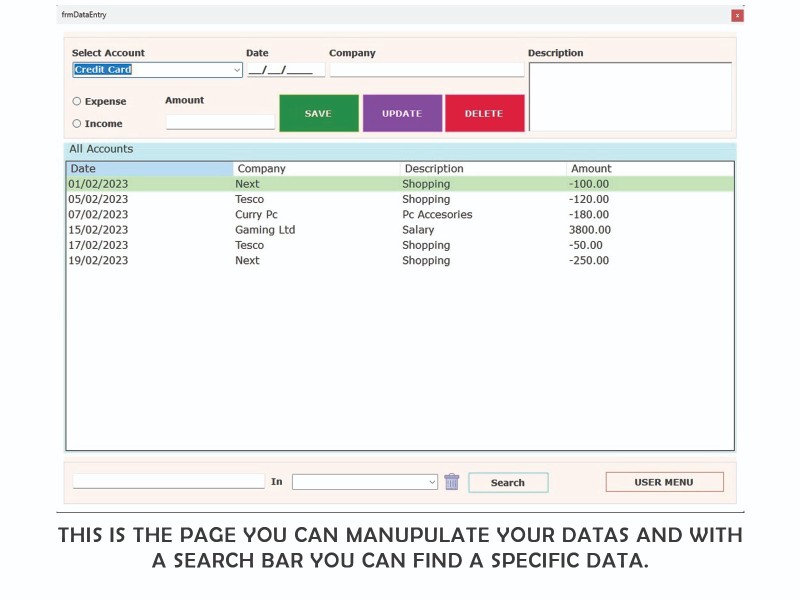 frmDataEntry
Select Account Date Company Description
Credit Card __/__/____
Expense Amount
Income
SAVE UPDATE DELETE
All Accounts
Date Company Description Amount
01/02/2023 Next Shopping -100.00
05/02/2023 Tesco Shopping -120.00
07/02/2023 Curry Pc Pc Accesories -180.00
15/02/2023 Gaming Ltd Salary 3800.00
17/02/2023 Tesco Shopping -50.00
19/02/2023 Next Shopping -250.00
In Search USER MENU
THIS IS THE PAGE YOU CAN MANUPULATE YOUR DATAS AND WITH
A SEARCH BAR YOU CAN FIND A SPECIFIC DATA.